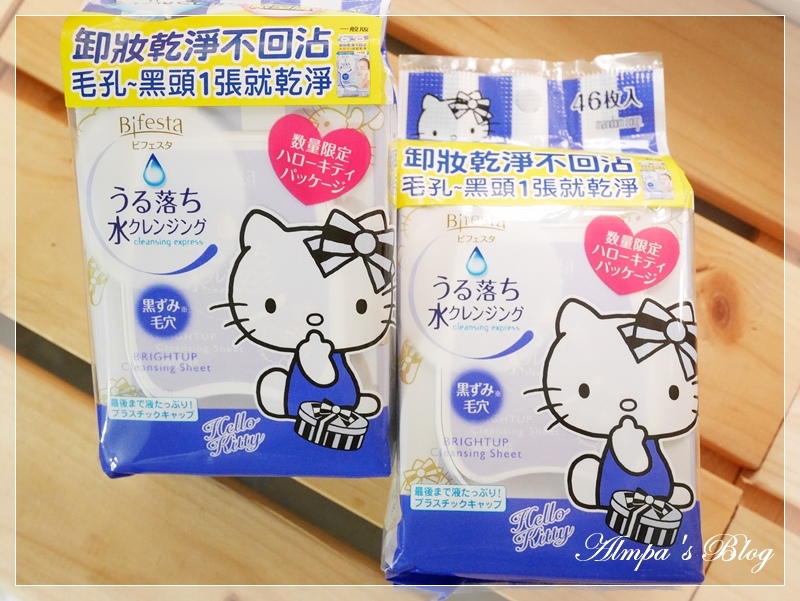 一般版
卸妝乾淨不回沾
毛孔~黑頭1張就乾淨
Bifesta
ビフェスタ
うる落ち
水クレンジング
cleansing express
数量限定
ハローキティ
パッケージ
黒ずみ※
毛穴
BRIGHTUP
Cleansing Sheet
最後まで液たっぷり!
プラスチックキャップ
Hello
Kitty
46枚入
卸妝乾淨不回沾
毛孔~黑頭1張就乾淨
Bifesta
ビフェスタ
うる落ち
水クレンジング
cleansing express
数量限定
ハローキティ
パッケージ
黒ずみ※
毛穴
BRIGHTUP
Cleansing Sheet
最後まで液たっぷり!
プラスチックキャップ
Hello
Kitty
Almpa's Blog